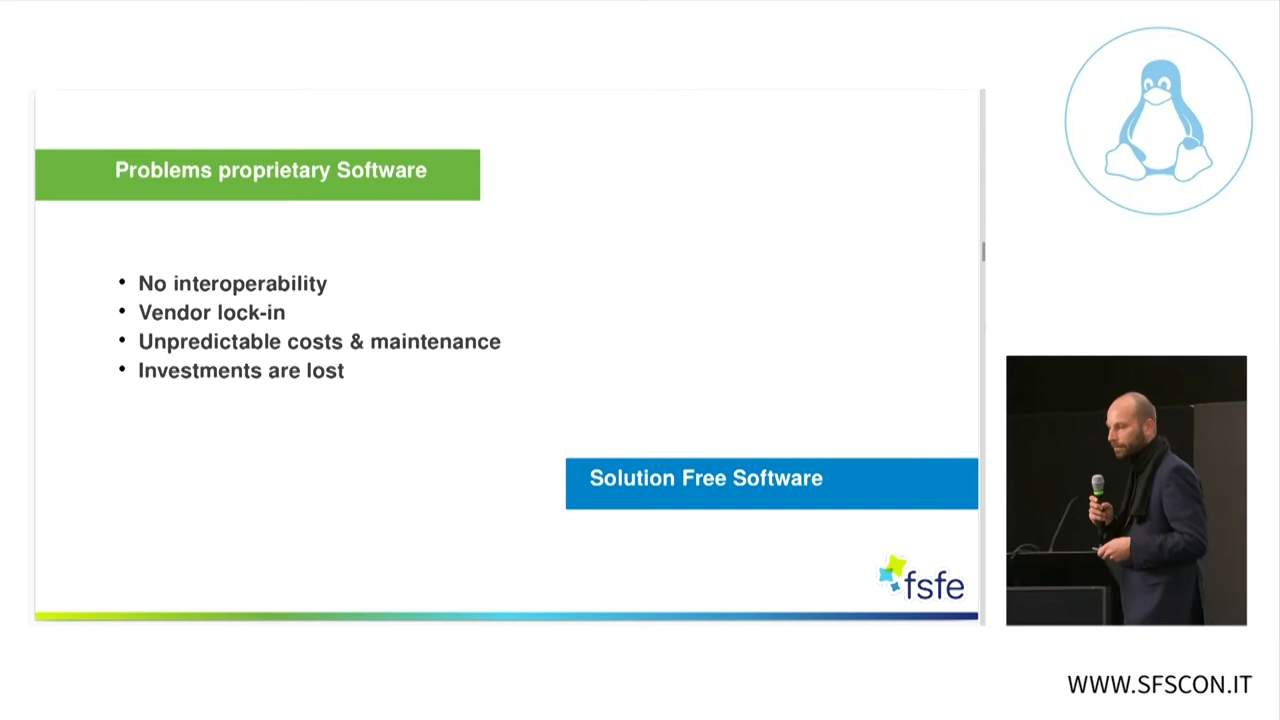 Problems proprietary Software
• No interoperability
• Vendor lock-in
• Unpredictable costs & maintenance
• Investments are lost
Solution Free Software
fsfe
WWW.SFSCON.IT